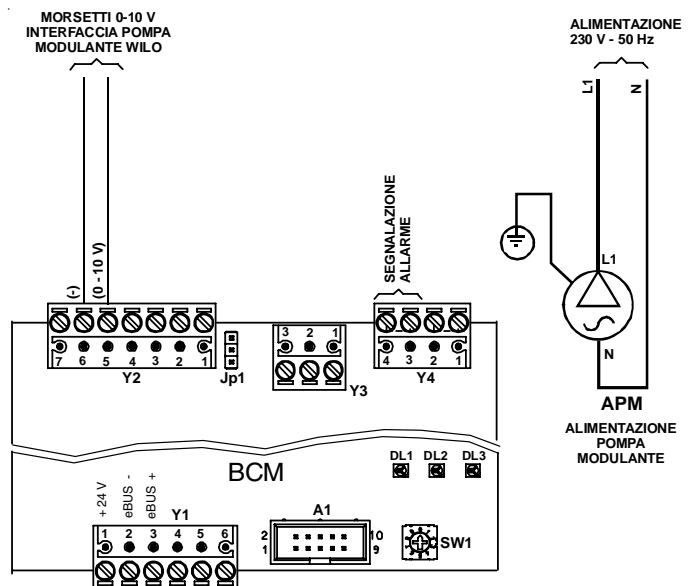 MORSETTI 0-10 V
INTERFACCIA POMPA
MODULANTE WILO
ALIMENTAZIONE
230 V - 50 Hz
L1
N
SEGNALAZIONE
ALLARME
(-)
(0 - 10 V)
L1
N
7 6 5 4 3 2 1
Y2
Jp1
3 2 1
Y3
4 3 2 1
Y4
APM
ALIMENTAZIONE
POMPA
MODULANTE
BCM
DL1 DL2 DL3
+ 24 V
eBUS -
eBUS +
Y1
1 2 3 4 5 6
A1
2 10
1 9
SW1